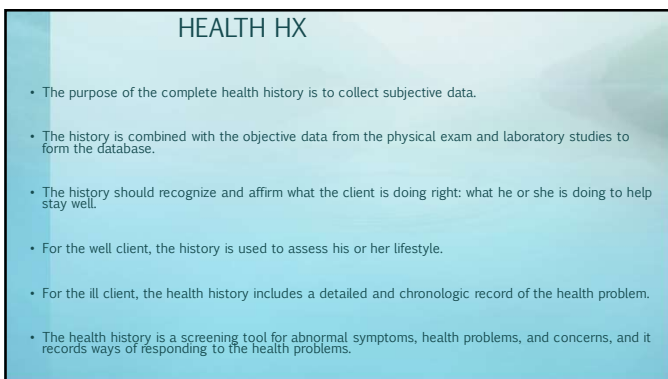 HEALTH HX
• The purpose of the complete health history is to collect subjective data.
• The history is combined with the objective data from the physical exam and laboratory studies to
form the database.
• The history should recognize and affirm what the client is doing right: what he or she is doing to help
stay well.
• For the well client, the history is used to assess his or her lifestyle.
• For the ill client, the health history includes a detailed and chronologic record of the health problem.
• The health history is a screening tool for abnormal symptoms, health problems, and concerns, and it
records ways of responding to the health problems.